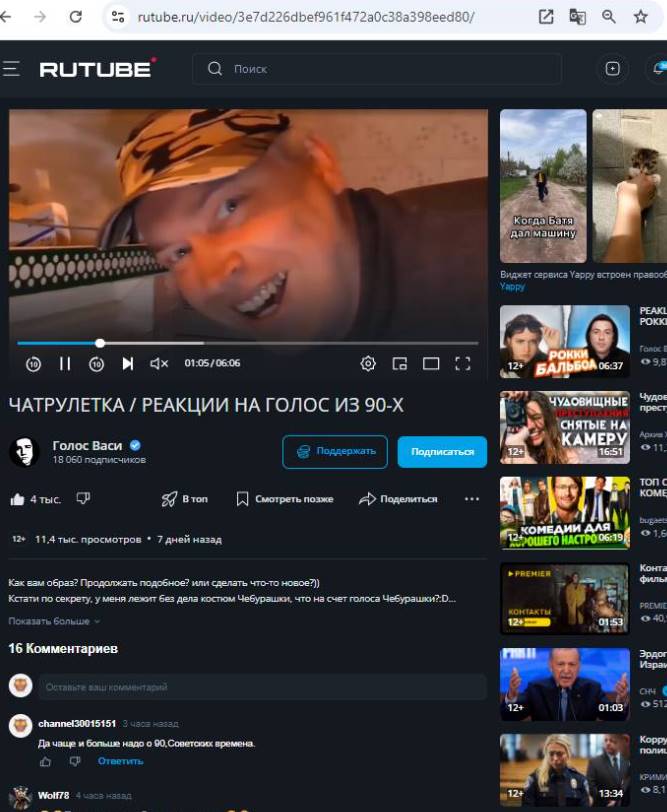 rutube.ru/video/3e7d226dbef961f472a0c38a398eed80/
RUTUBE
Поиск
Когда Батя
дал машину
Виджет сервиса Yappy встроен правооб
Yappy
10
10
01:05 / 06:06
ЧАТРУЛЕТКА / РЕАКЦИИ НА ГОЛОС ИЗ 90-Х
Голос Васи
18 060 подписчиков
Поддержать
Подписаться
4 тыс.
В топ
Смотреть позже
Поделиться
12+ 11,4 тыс. просмотров • 7 дней назад
Как вам образ? Продолжать подобное? или сделать что-то новое?))
Кстати по секрету, у меня лежит без дела костюм Чебурашки, что на счет голоса Чебурашки?:D...
Показать больше
16 Комментариев
Оставьте ваш комментарий
channel30015151 3 часа назад
Да чаще и больше надо о 90,Советских времена.
Ответить
Wolf78 4 часа назад
РОККИ
БАЛЬБОА
12+
06:37
РЕАКЦ
РОККИ
Голос В
9,8
ЧУДОВИЩНЫЕ
ПРЕСТУПЛЕНИЯ
СНЯТЫЕ НА
КАМЕРУ
12+
16:51
Чудов
прест
Архив
11,
КОМЕДИИ ДЛЯ
ХОРОШЕГО НАСТРО
12+
06:19
ТОП С
КОМЕ
bugaets
1,6
PREMIER
КОНТАКТЫ
12+
01:53
Конта
фильм
PREMIE
40,
12+
01:03
Эрдог
Израи
СНЧ
512
12+
13:34
Корру
полиц
КРИМИ
8,1